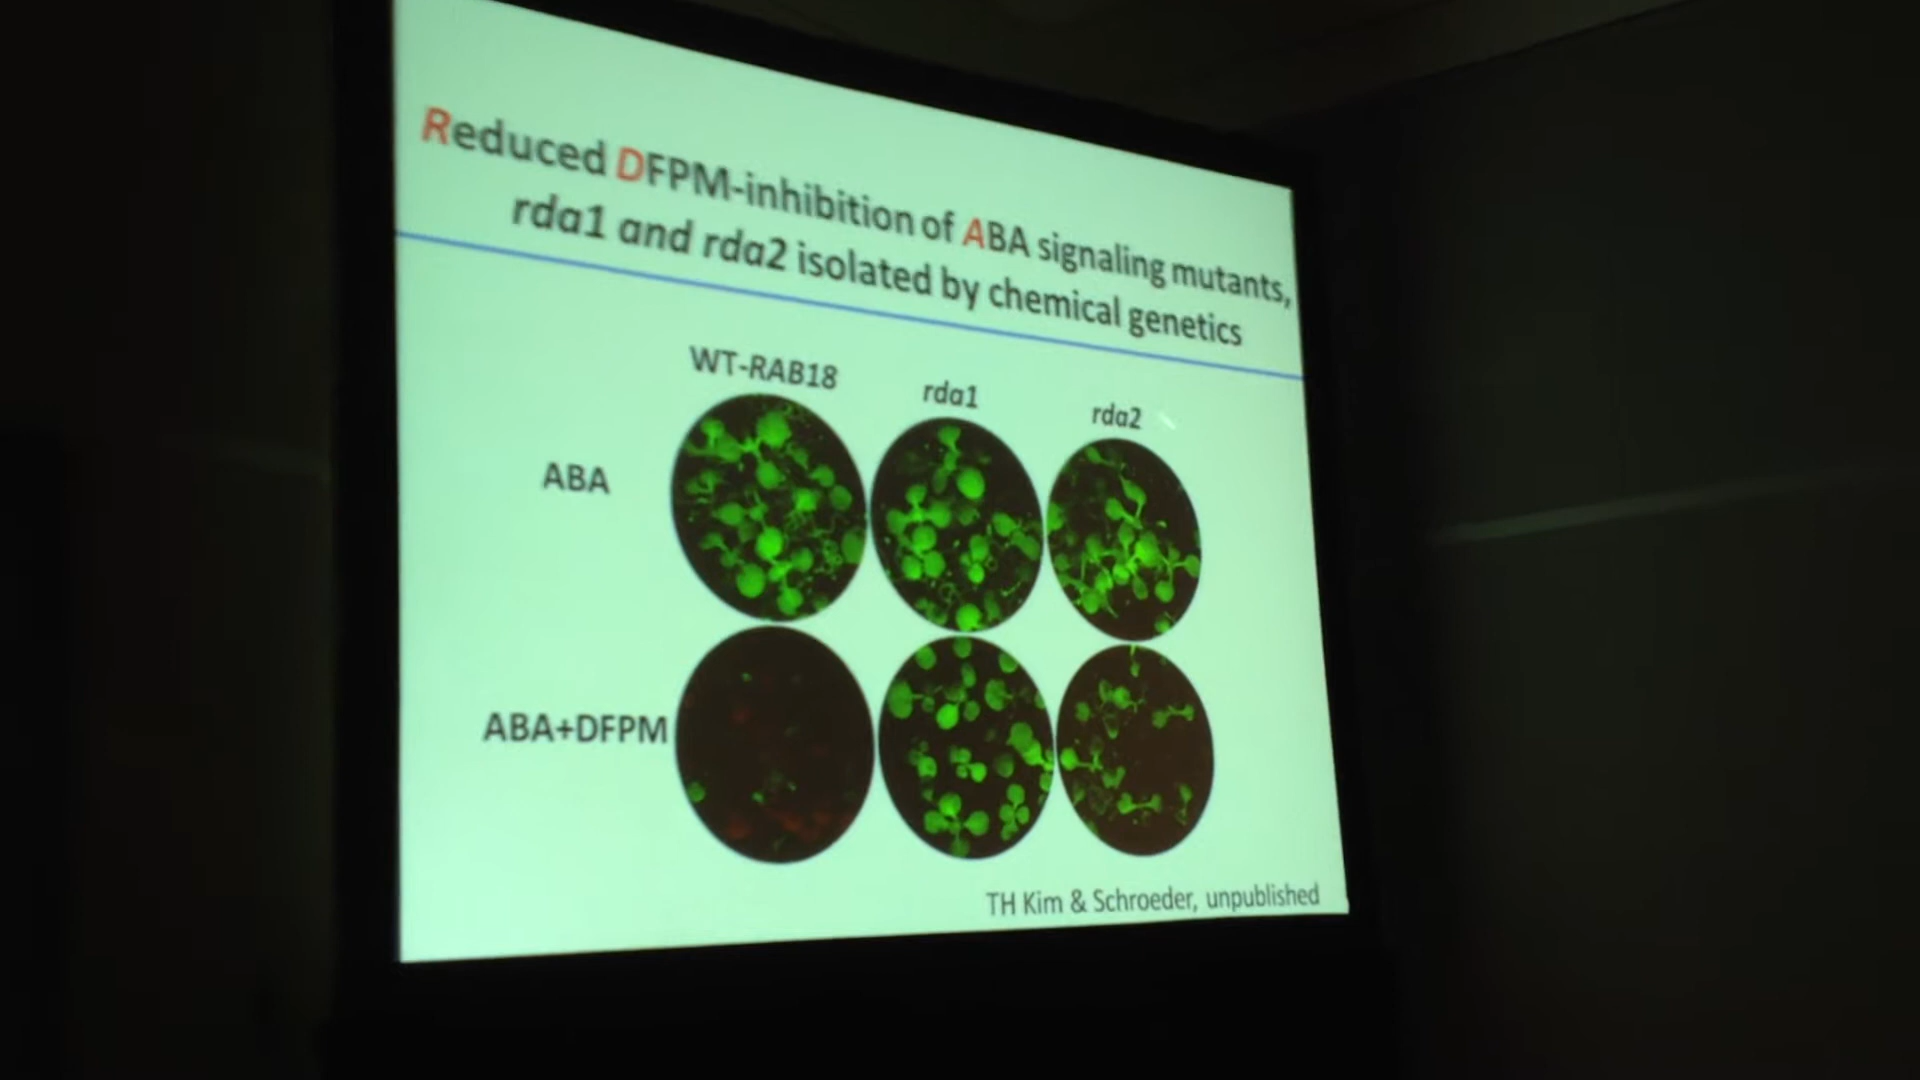 Reduced DFPM-inhibition of ABA signaling mutants,
rda1 and rda2 isolated by chemical genetics
WT-RAB18
rda1
rda2
ABA
ABA+DFPM
TH Kim & Schroeder, unpublished